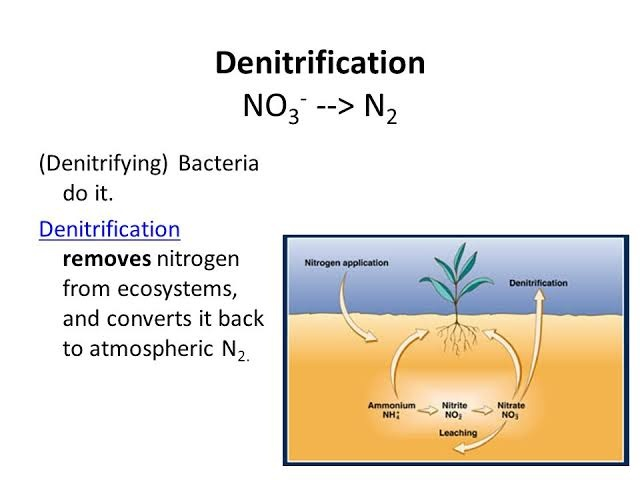 Denitrification
NO₃⁻ --> N₂
(Denitrifying) Bacteria
do it.
Denitrification
removes nitrogen
from ecosystems,
and converts it back
to atmospheric N₂.
Nitrogen application
Denitrification
Ammonium Nitrite Nitrate
NH₄⁺ NO₂⁻ NO₃⁻
Leaching